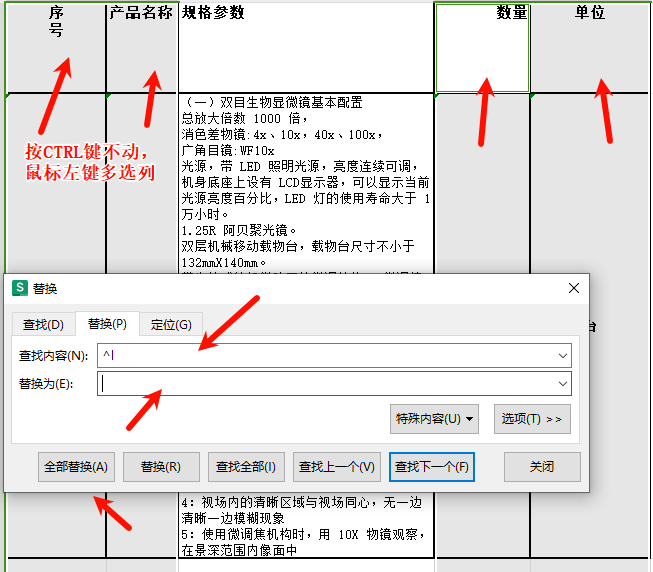 序
号
产品名称
规格参数
数量
单位
按CTRL键不动，
鼠标左键多选列
（一）双目生物显微镜基本配置
总放大倍数 1000 倍，
消色差物镜:4x、10x，40x、100x，
广角目镜:WF10x
光源，带 LED 照明光源，亮度连续可调，
机身底座上设有 LCD显示器，可以显示当前
光源亮度百分比，LED 灯的使用寿命大于 1
万小时。
1.25R 阿贝聚光镜。
双层机械移动载物台，载物台尺寸不小于
132mmX140mm。
台
S 替换
查找(D)
替换(P)
定位(G)
查找内容(N):
^l
替换为(E):
特殊内容(U)
选项(T) >>
全部替换(A)
替换(R)
查找全部(I)
查找上一个(V)
查找下一个(F)
关闭
4：视场内的清晰区域与视场同心，无一边
清晰一边模糊现象
5：使用微调焦机构时，用 10X 物镜观察，
在景深范围内像面中